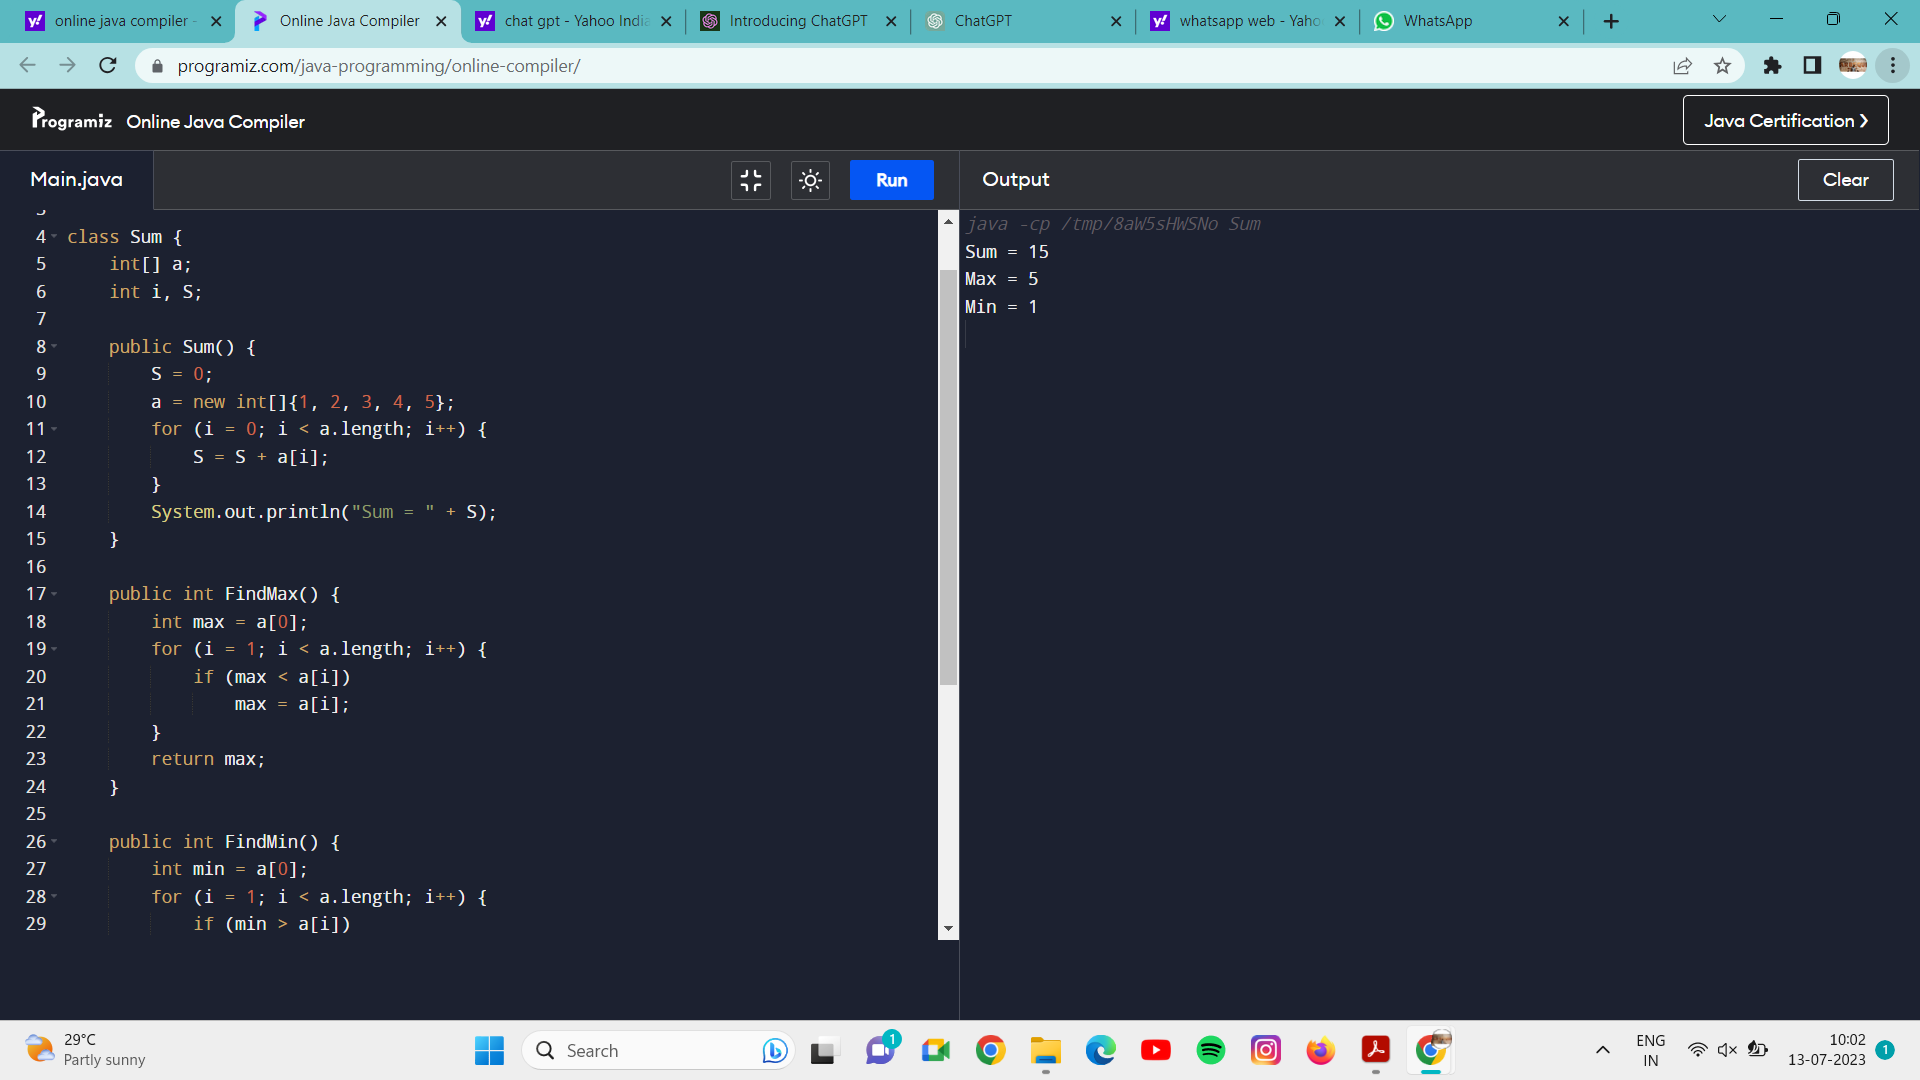 online java compiler -
Online Java Compiler
chat gpt - Yahoo India
Introducing ChatGPT
ChatGPT
whatsapp web - Yaho
WhatsApp
programiz.com/java-programming/online-compiler/
Programiz Online Java Compiler
Java Certification >
Main.java
Run
Output
Clear
3
4 class Sum {
5 int[] a;
6 int i, S;
7
8 public Sum() {
9 S = 0;
10 a = new int[]{1, 2, 3, 4, 5};
11 for (i = 0; i < a.length; i++) {
12 S = S + a[i];
13 }
14 System.out.println("Sum = " + S);
15 }
16
17 public int FindMax() {
18 int max = a[0];
19 for (i = 1; i < a.length; i++) {
20 if (max < a[i])
21 max = a[i];
22 }
23 return max;
24 }
25
26 public int FindMin() {
27 int min = a[0];
28 for (i = 1; i < a.length; i++) {
29 if (min > a[i])
java -cp /tmp/8aW5sHWSNo Sum
Sum = 15
Max = 5
Min = 1
29°C
Partly sunny
Search
1
ENG
IN
10:02
13-07-2023
1